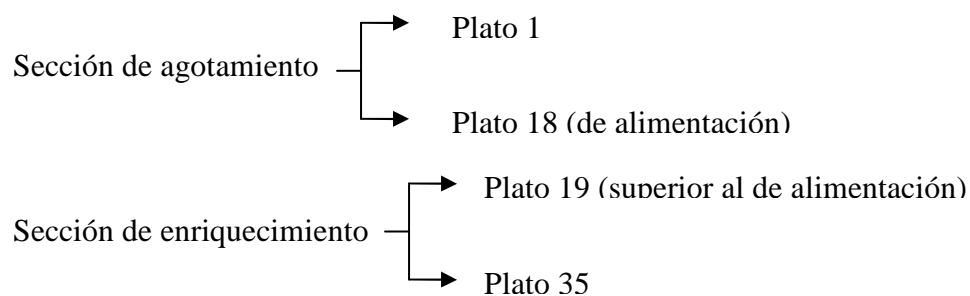 Plato 1
Sección de agotamiento
Plato 18 (de alimentación)
Plato 19 (superior al de alimentación)
Sección de enriquecimiento
Plato 35